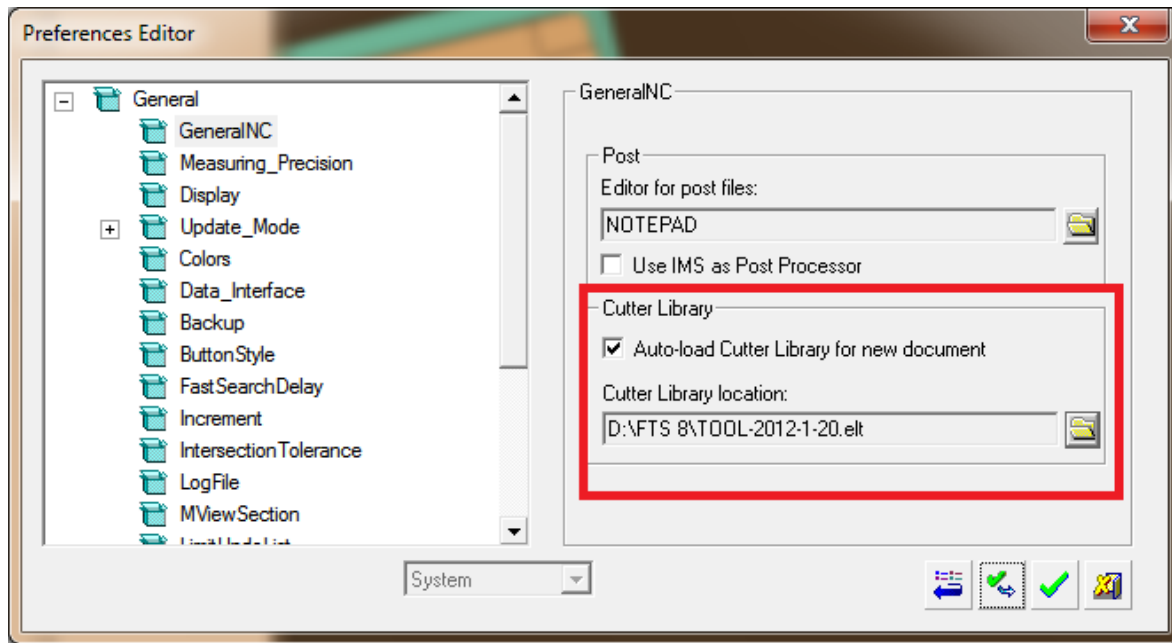 Preferences Editor
General
GeneralNC
Measuring_Precision
Display
Update_Mode
Colors
Data_Interface
Backup
ButtonStyle
FastSearchDelay
Increment
IntersectionTolerance
LogFile
MViewSection
LimitUndoList
GeneralNC
Post
Editor for post files:
NOTEPAD
Use IMS as Post Processor
Cutter Library
Auto-load Cutter Library for new document
Cutter Library location:
D:\FTS 8\TOOL-2012-1-20.elt
System